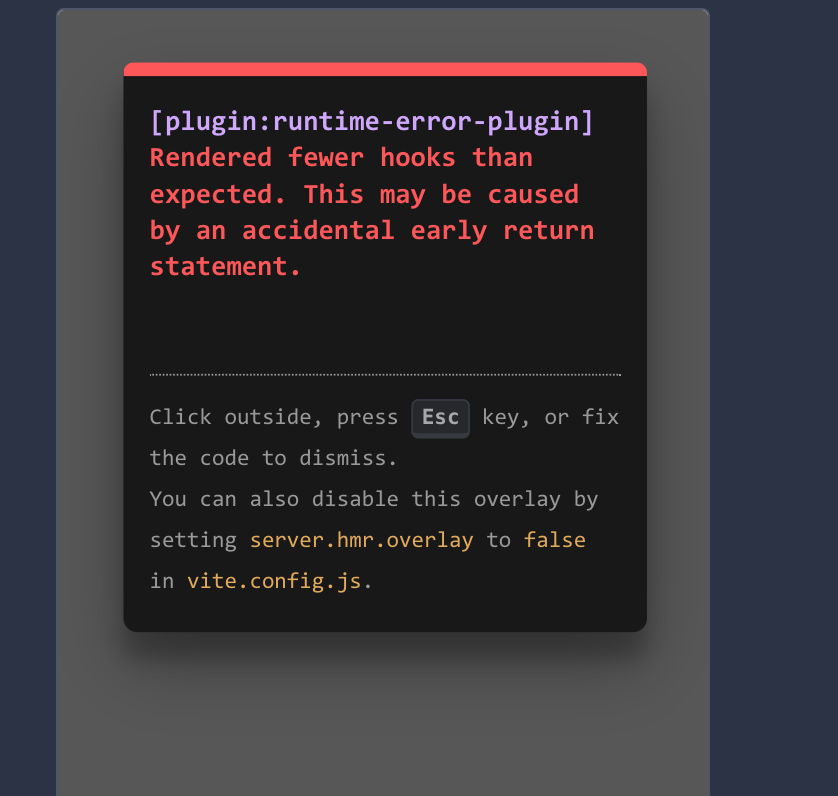 [plugin:runtime-error-plugin]
Rendered fewer hooks than
expected. This may be caused
by an accidental early return
statement.
Click outside, press Esc key, or fix
the code to dismiss.
You can also disable this overlay by
setting server.hmr.overlay to false
in vite.config.js.